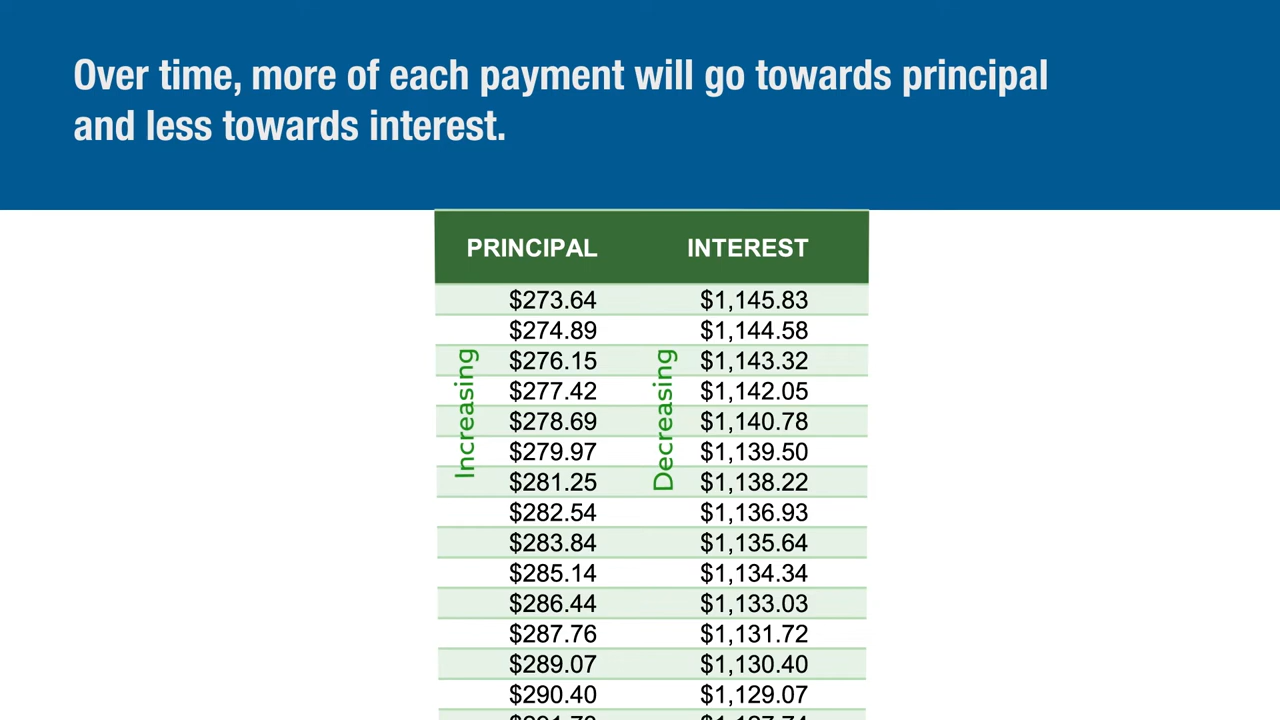 Over time, more of each payment will go towards principal
and less towards interest.
PRINCIPAL INTEREST
$273.64 $1,145.83
$274.89 $1,144.58
$276.15 $1,143.32
$277.42 $1,142.05
$278.69 $1,140.78
$279.97 $1,139.50
$281.25 $1,138.22
$282.54 $1,136.93
$283.84 $1,135.64
$285.14 $1,134.34
$286.44 $1,133.03
$287.76 $1,131.72
$289.07 $1,130.40
$290.40 $1,129.07
Increasing
Decreasing